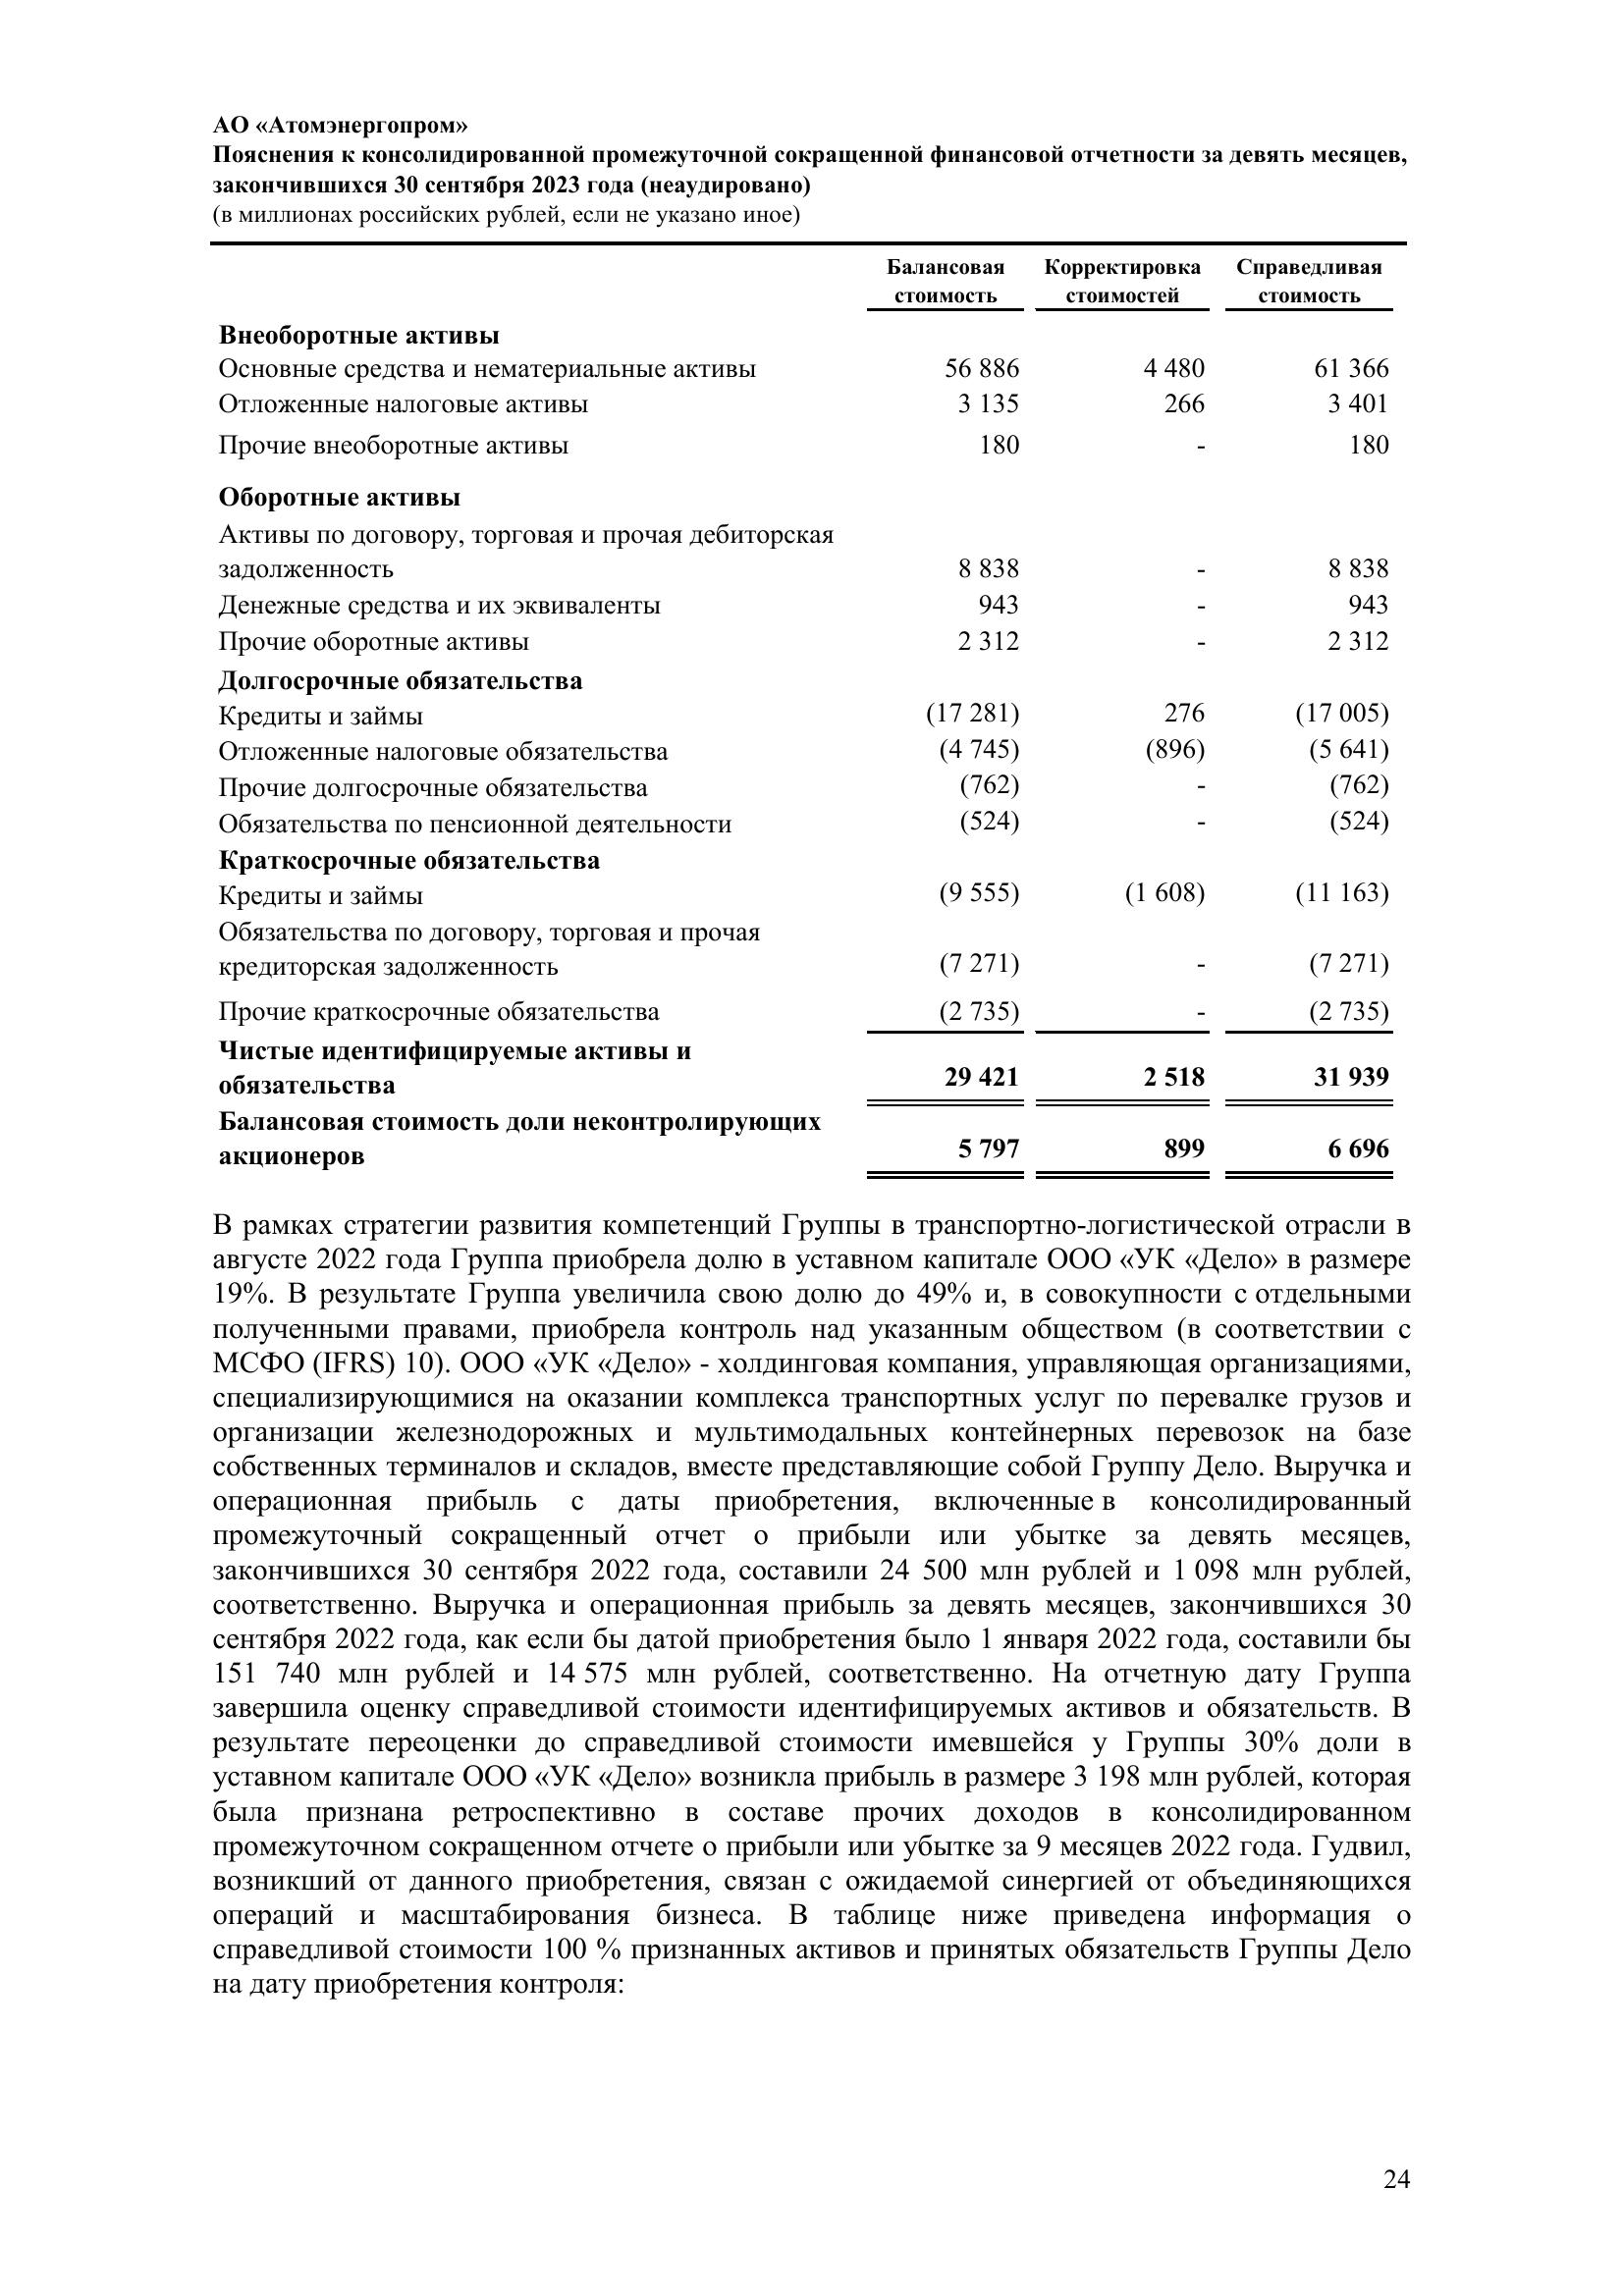 АО «Атомэнергопром»
Пояснения к консолидированной промежуточной сокращенной финансовой отчетности за девять месяцев,
закончившихся 30 сентября 2023 года (неаудировано)
(в миллионах российских рублей, если не указано иное)
Балансовая стоимость Корректировка стоимостей Справедливая стоимость
Внеоборотные активы
Основные средства и нематериальные активы 56 886 4 480 61 366
Отложенные налоговые активы 3 135 266 3 401
Прочие внеоборотные активы 180 - 180
Оборотные активы
Активы по договору, торговая и прочая дебиторская
задолженность 8 838 - 8 838
Денежные средства и их эквиваленты 943 - 943
Прочие оборотные активы 2 312 - 2 312
Долгосрочные обязательства
Кредиты и займы (17 281) 276 (17 005)
Отложенные налоговые обязательства (4 745) (896) (5 641)
Прочие долгосрочные обязательства (762) - (762)
Обязательства по пенсионной деятельности (524) - (524)
Краткосрочные обязательства
Кредиты и займы (9 555) (1 608) (11 163)
Обязательства по договору, торговая и прочая
кредиторская задолженность (7 271) - (7 271)
Прочие краткосрочные обязательства (2 735) - (2 735)
Чистые идентифицируемые активы и
обязательства 29 421 2 518 31 939
Балансовая стоимость доли неконтролирующих
акционеров 5 797 899 6 696
В рамках стратегии развития компетенций Группы в транспортно-логистической отрасли в
августе 2022 года Группа приобрела долю в уставном капитале ООО «УК «Дело» в размере
19%. В результате Группа увеличила свою долю до 49% и, в совокупности с отдельными
полученными правами, приобрела контроль над указанным обществом (в соответствии с
МСФО (IFRS) 10). ООО «УК «Дело» - холдинговая компания, управляющая организациями,
специализирующимися на оказании комплекса транспортных услуг по перевалке грузов и
организации железнодорожных и мультимодальных контейнерных перевозок на базе
собственных терминалов и складов, вместе представляющие собой Группу Дело. Выручка и
операционная прибыль с даты приобретения, включенные в консолидированный
промежуточный сокращенный отчет о прибыли или убытке за девять месяцев,
закончившихся 30 сентября 2022 года, составили 24 500 млн рублей и 1 098 млн рублей,
соответственно. Выручка и операционная прибыль за девять месяцев, закончившихся 30
сентября 2022 года, как если бы датой приобретения было 1 января 2022 года, составили бы
151 740 млн рублей и 14 575 млн рублей, соответственно. На отчетную дату Группа
завершила оценку справедливой стоимости идентифицируемых активов и обязательств. В
результате переоценки до справедливой стоимости имевшейся у Группы 30% доли в
уставном капитале ООО «УК «Дело» возникла прибыль в размере 3 198 млн рублей, которая
была признана ретроспективно в составе прочих доходов в консолидированном
промежуточном сокращенном отчете о прибыли или убытке за 9 месяцев 2022 года. Гудвил,
возникший от данного приобретения, связан с ожидаемой синергией от объединяющихся
операций и масштабирования бизнеса. В таблице ниже приведена информация о
справедливой стоимости 100 % признанных активов и принятых обязательств Группы Дело
на дату приобретения контроля:
24